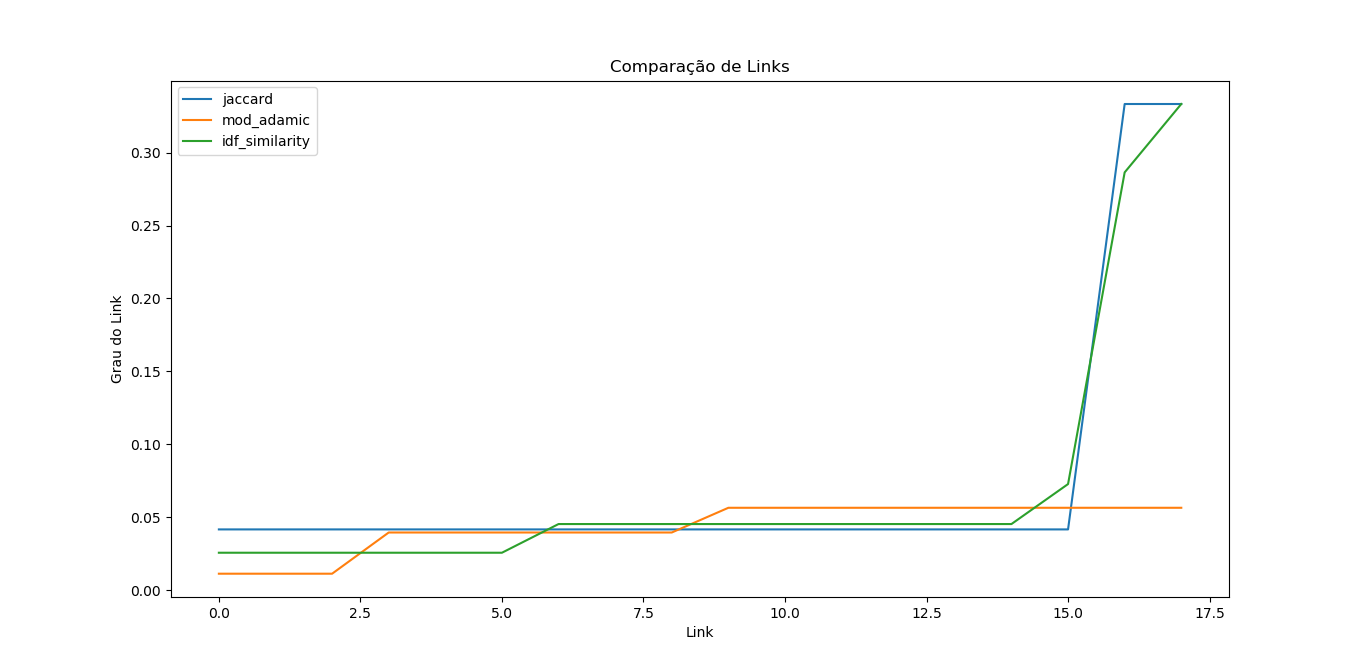 Comparação de Links
jaccard
mod_adamic
idf_similarity
Grau do Link
0.30
0.25
0.20
0.15
0.10
0.05
0.00
0.0 2.5 5.0 7.5 10.0 12.5 15.0 17.5
Link